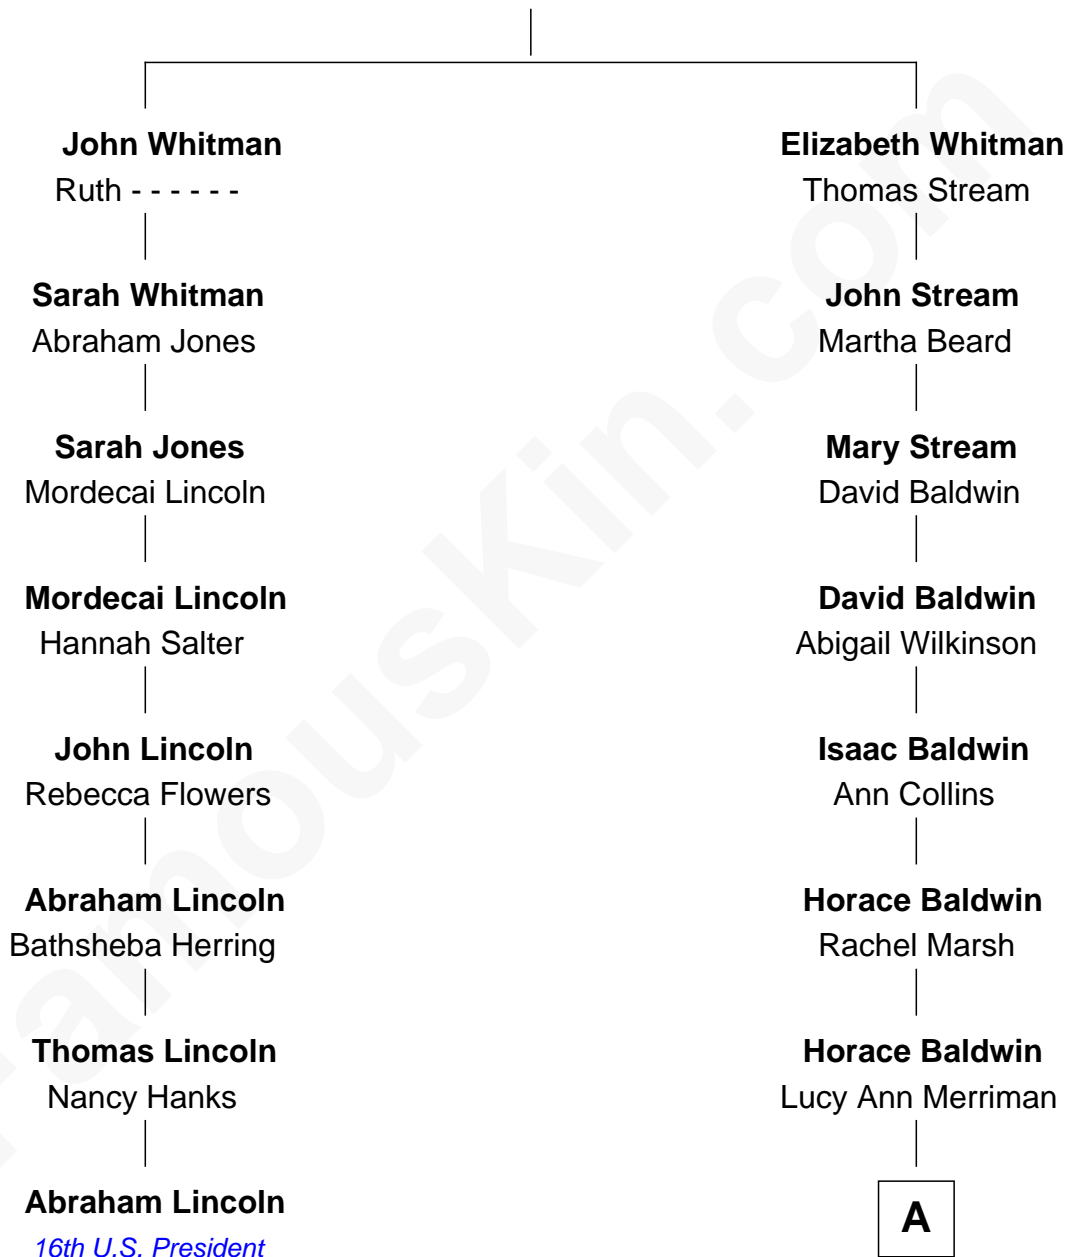 John Whitman
Ruth - - - - - -
Sarah Whitman
Abraham Jones
Sarah Jones
Mordecai Lincoln
Mordecai Lincoln
Hannah Salter
John Lincoln
Rebecca Flowers
Abraham Lincoln
Bathsheba Herring
Thomas Lincoln
Nancy Hanks
Abraham Lincoln
16th U.S. President
Elizabeth Whitman
Thomas Stream
John Stream
Martha Beard
Mary Stream
David Baldwin
David Baldwin
Abigail Wilkinson
Isaac Baldwin
Ann Collins
Horace Baldwin
Rachel Marsh
Horace Baldwin
Lucy Ann Merriman
A
FamousKin.com